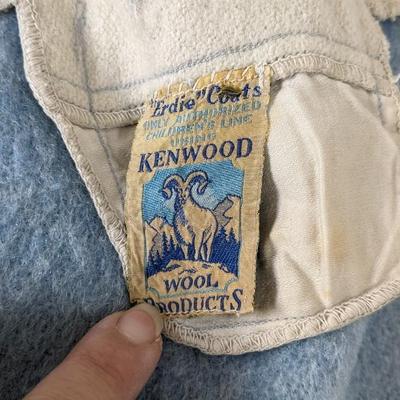 "Erdie" Coats
ONLY AUTHORIZED
CHILDREN'S LINE
USING
KENWOOD
WOOL
PRODUCTS